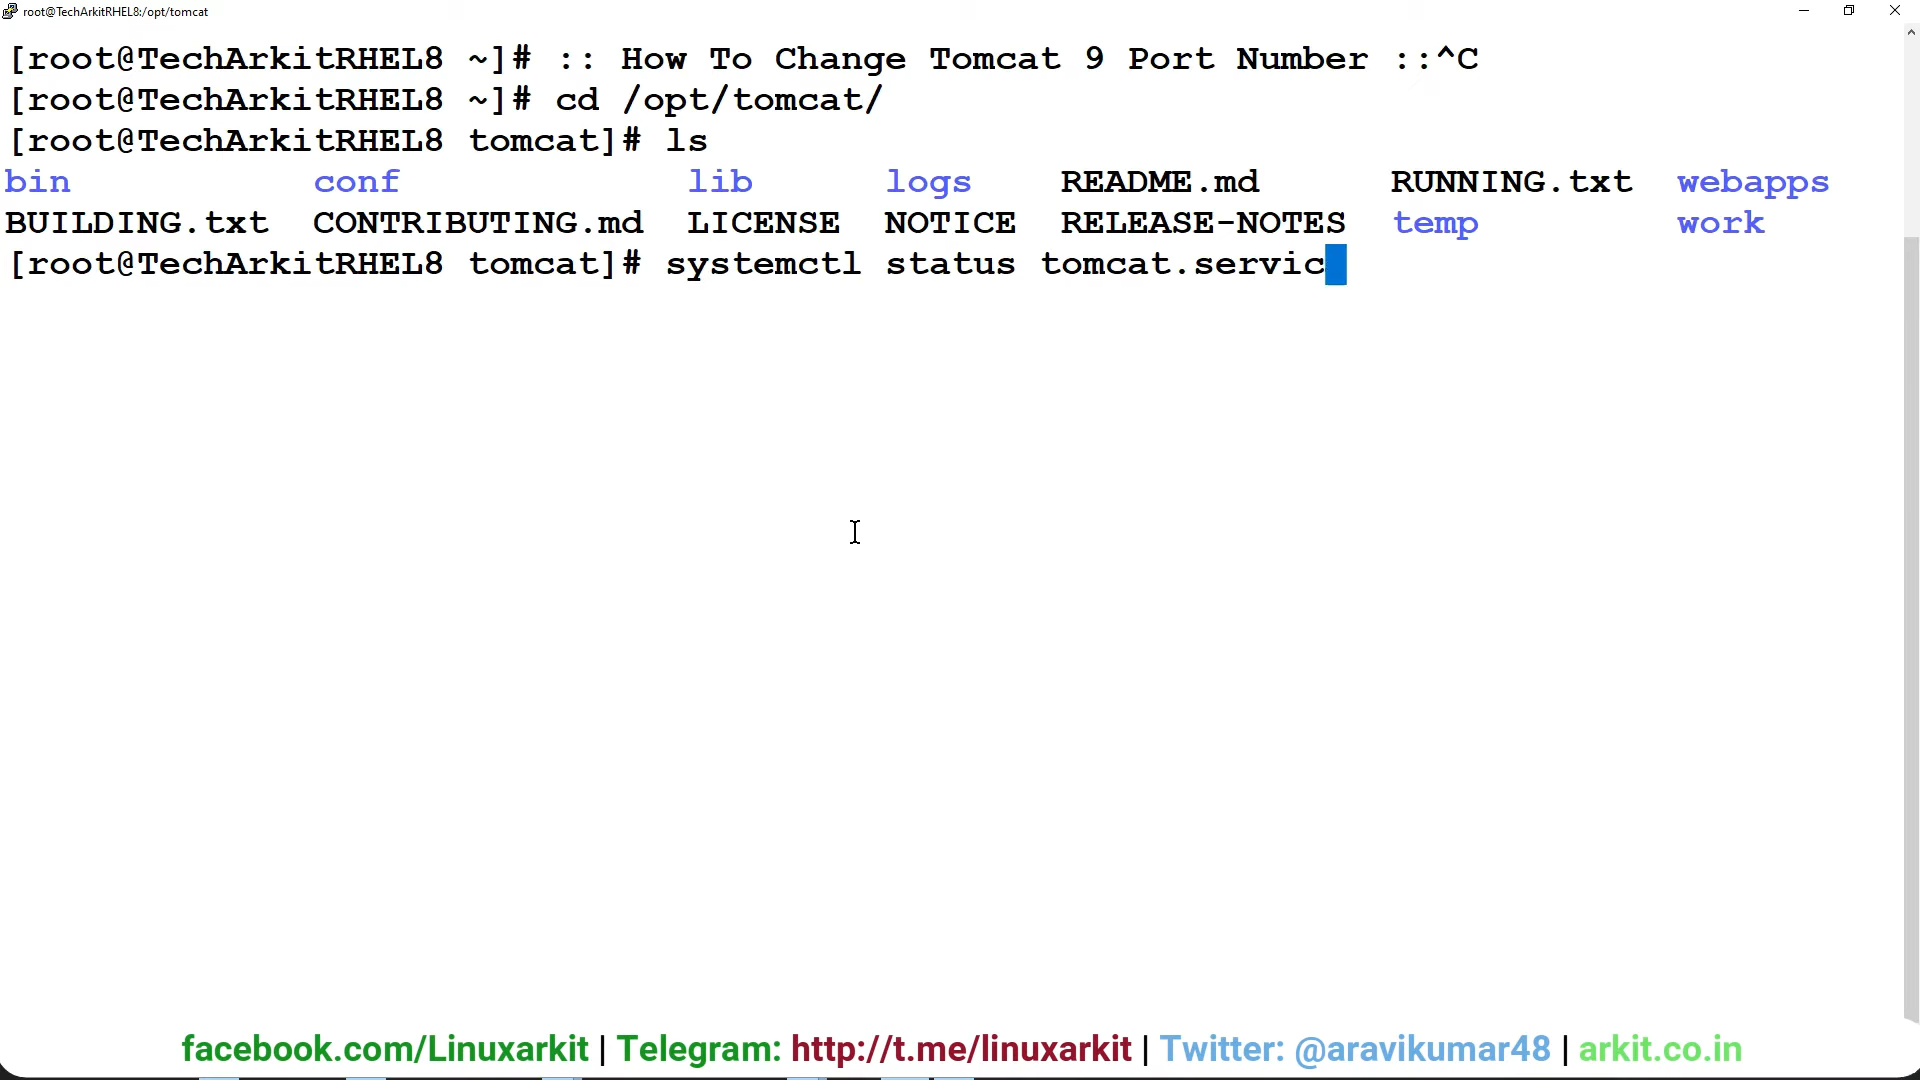 root@TechArkitRHEL8:/opt/tomcat
[root@TechArkitRHEL8 ~]# :: How To Change Tomcat 9 Port Number ::^C
[root@TechArkitRHEL8 ~]# cd /opt/tomcat/
[root@TechArkitRHEL8 tomcat]# ls
bin conf lib logs README.md RUNNING.txt webapps
BUILDING.txt CONTRIBUTING.md LICENSE NOTICE RELEASE-NOTES temp work
[root@TechArkitRHEL8 tomcat]# systemctl status tomcat.servic
facebook.com/Linuxarkit | Telegram: http://t.me/linuxarkit | Twitter: @aravikumar48 | arkit.co.in